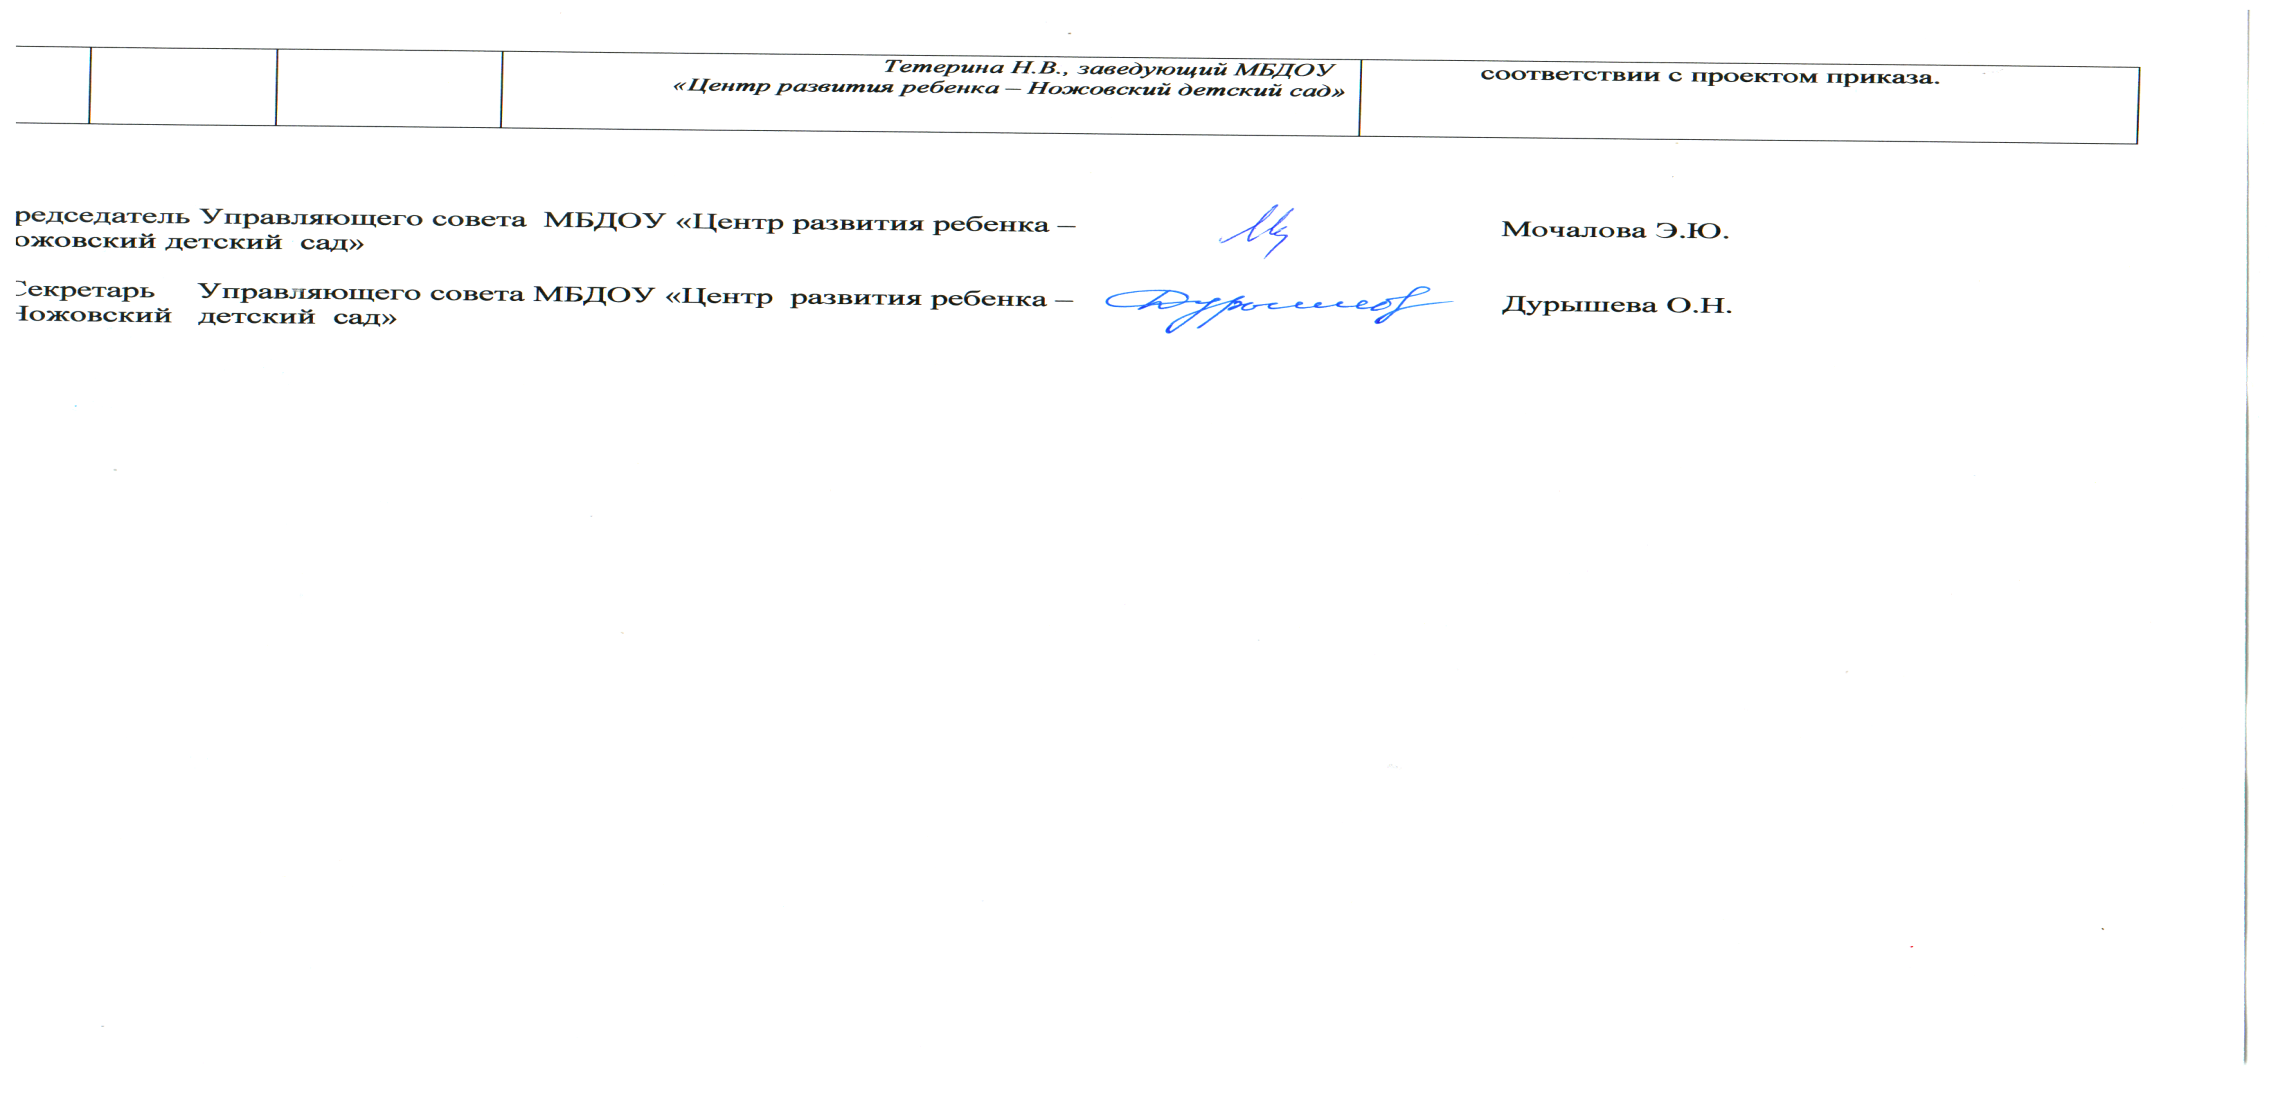 Тетерина Н.В., заведующий МБДОУ
«Центр развития ребенка – Ножовский детский сад»
соответствии с проектом приказа.
редседатель Управляющего совета МБДОУ «Центр развития ребенка –
ожовский детский сад»
Мочалова Э.Ю.
Секретарь Управляющего совета МБДОУ «Центр развития ребенка –
Ножовский детский сад»
Дурышева О.Н.